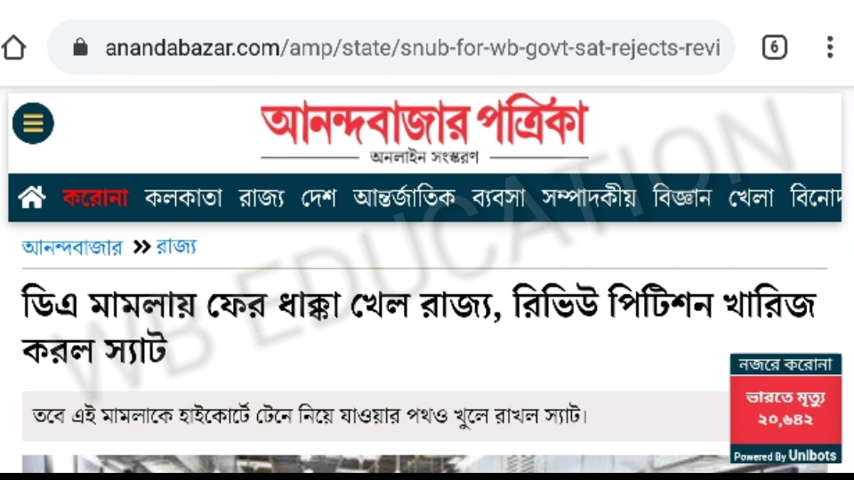 anandabazar.com/amp/state/snub-for-wb-govt-sat-rejects-revi
6
আনন্দবাজার পত্রিকা
অনলাইন সংস্করণ
করোনা কলকাতা রাজ্য দেশ আন্তর্জাতিক ব্যবসা সম্পাদকীয় বিজ্ঞান খেলা বিনোদ
আনন্দবাজার >> রাজ্য
ডিএ মামলায় ফের ধাক্কা খেল রাজ্য, রিভিউ পিটিশন খারিজ
করল স্যাট
তবে এই মামলাকে হাইকোর্টে টেনে নিয়ে যাওয়ার পথও খুলে রাখল স্যাট।
নজরে করোনা
ভারতে মৃত্যু
২০,৬৪২
Powered By Unibots
WB EDUCATION